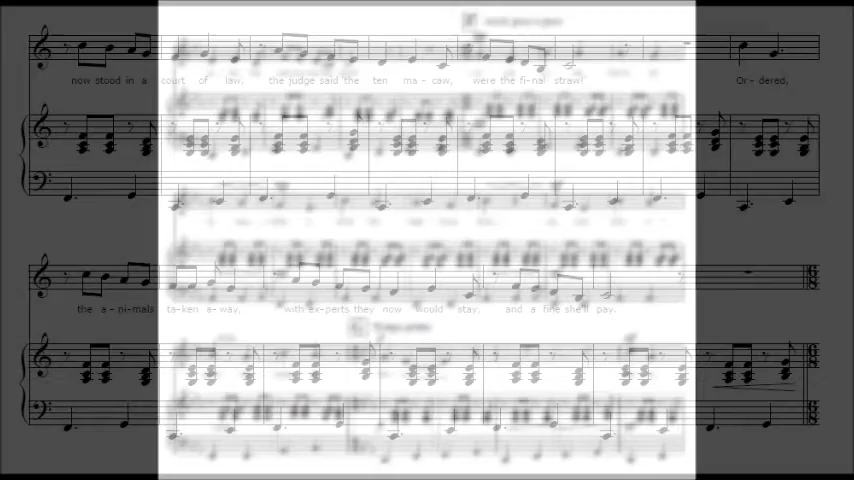 now stood in a court of law, the judge said 'the ten ma - caw, were the fi-nal straw!' Or - dered,
the a - ni-mals ta-ken a-way, with ex-perts they now would stay, and a fine she'll pay.